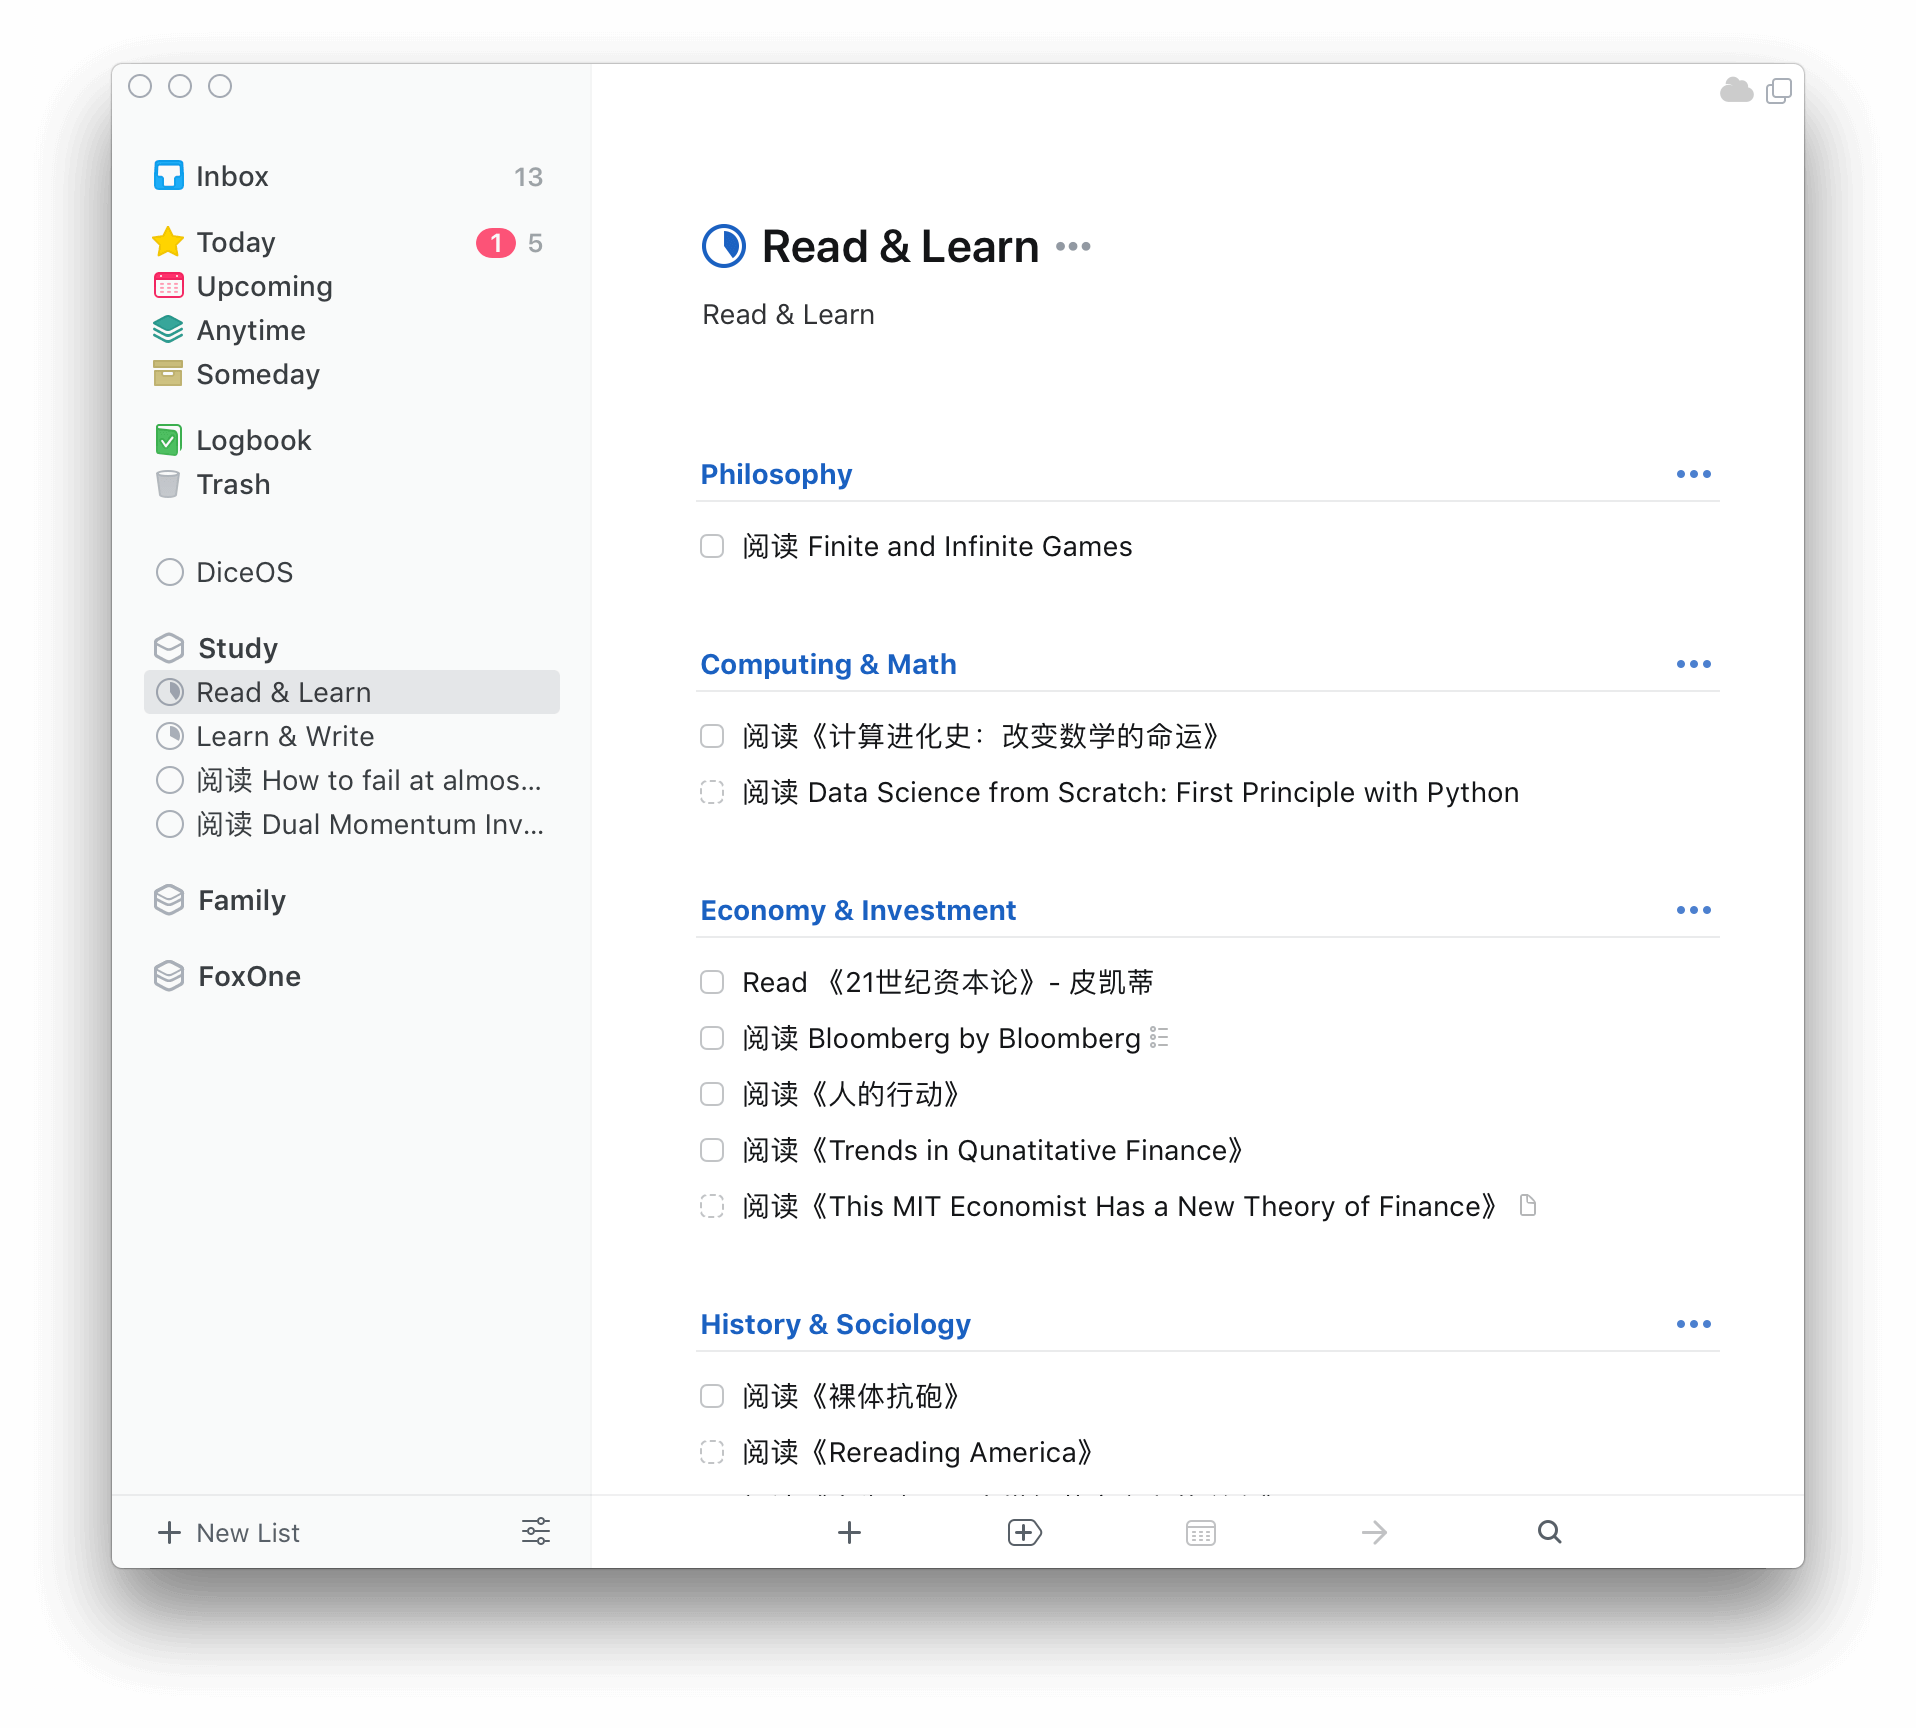 Inbox 13
Today 1 5
Upcoming
Anytime
Someday
Logbook
Trash
DiceOS
Study
Read & Learn
Learn & Write
阅读 How to fail at almos...
阅读 Dual Momentum Inv...
Family
FoxOne
New List
Read & Learn
Read & Learn
Philosophy
阅读 Finite and Infinite Games
Computing & Math
阅读《计算进化史：改变数学的命运》
阅读 Data Science from Scratch: First Principle with Python
Economy & Investment
Read 《21世纪资本论》- 皮凯蒂
阅读 Bloomberg by Bloomberg
阅读《人的行动》
阅读《Trends in Qunatitative Finance》
阅读《This MIT Economist Has a New Theory of Finance》
History & Sociology
阅读《裸体抗砲》
阅读《Rereading America》